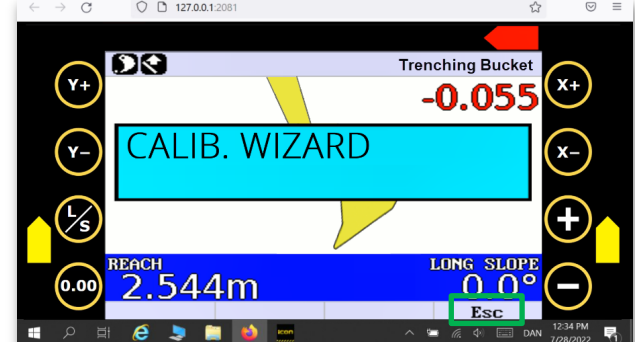 127.0.0.1:2081
Trenching Bucket
Y+
-0.055
X+
CALIB. WIZARD
Y−
X−
L/S
+
REACH
LONG SLOPE
0.00
2.544m
0.0°
−
Esc
icon
DAN
12:34 PM
7/28/2022